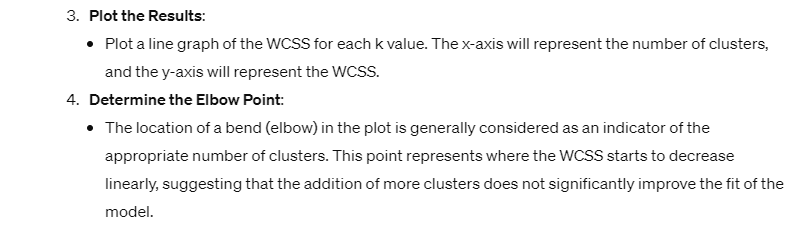 3. Plot the Results:
• Plot a line graph of the WCSS for each k value. The x-axis will represent the number of clusters,
and the y-axis will represent the WCSS.
4. Determine the Elbow Point:
• The location of a bend (elbow) in the plot is generally considered as an indicator of the
appropriate number of clusters. This point represents where the WCSS starts to decrease
linearly, suggesting that the addition of more clusters does not significantly improve the fit of the
model.